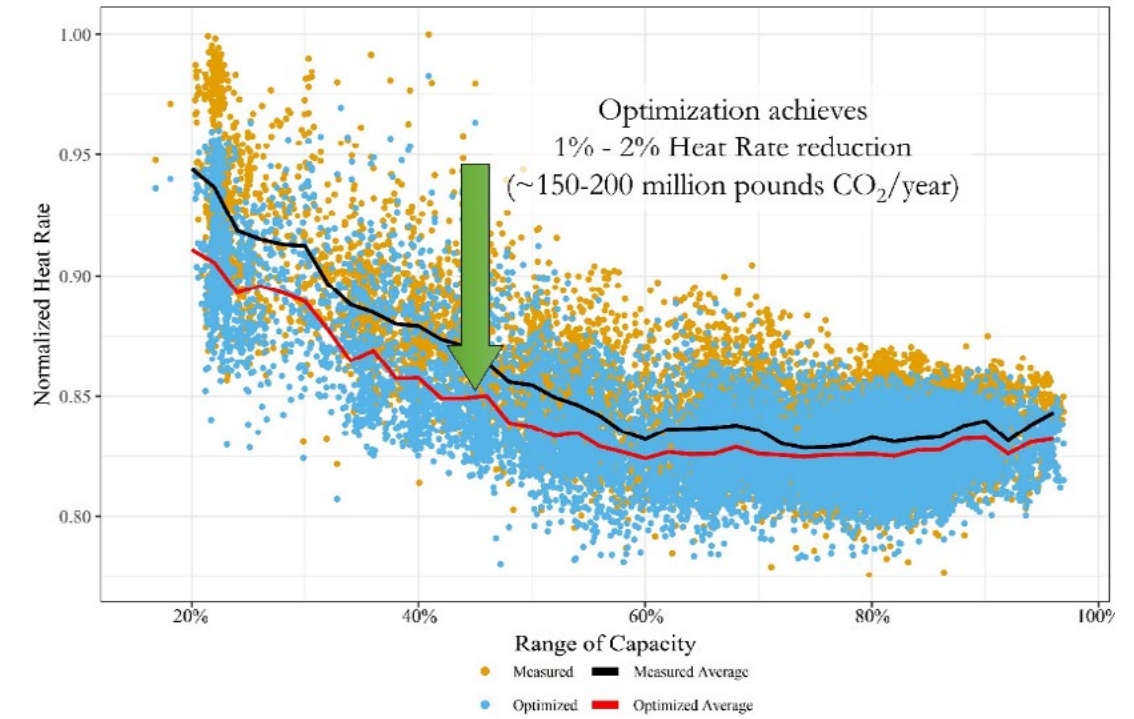 1.00
0.95
0.90
0.85
0.80
Normalized Heat Rate
Optimization achieves
1% - 2% Heat Rate reduction
(~150-200 million pounds CO₂/year)
20%
40%
60%
80%
100%
Range of Capacity
Measured
Measured Average
Optimized
Optimized Average